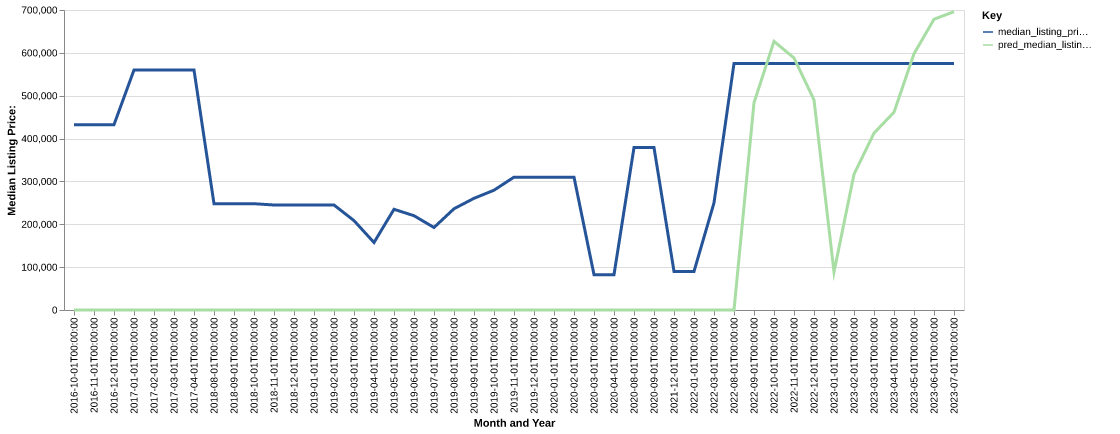 700,000
600,000
500,000
400,000
300,000
200,000
100,000
0
Median Listing Price:
2016-10-01T00:00:00
2016-11-01T00:00:00
2016-12-01T00:00:00
2017-01-01T00:00:00
2017-02-01T00:00:00
2017-03-01T00:00:00
2017-04-01T00:00:00
2018-08-01T00:00:00
2018-09-01T00:00:00
2018-10-01T00:00:00
2018-11-01T00:00:00
2018-12-01T00:00:00
2019-01-01T00:00:00
2019-02-01T00:00:00
2019-03-01T00:00:00
2019-04-01T00:00:00
2019-05-01T00:00:00
2019-06-01T00:00:00
2019-07-01T00:00:00
2019-08-01T00:00:00
2019-09-01T00:00:00
2019-10-01T00:00:00
2019-11-01T00:00:00
2019-12-01T00:00:00
2020-01-01T00:00:00
2020-02-01T00:00:00
2020-03-01T00:00:00
2020-04-01T00:00:00
2020-08-01T00:00:00
2020-09-01T00:00:00
2021-12-01T00:00:00
2022-01-01T00:00:00
2022-03-01T00:00:00
2022-08-01T00:00:00
2022-09-01T00:00:00
2022-10-01T00:00:00
2022-11-01T00:00:00
2022-12-01T00:00:00
2023-01-01T00:00:00
2023-02-01T00:00:00
2023-03-01T00:00:00
2023-04-01T00:00:00
2023-05-01T00:00:00
2023-06-01T00:00:00
2023-07-01T00:00:00
Month and Year
Key
median_listing_pri…
pred_median_listin…